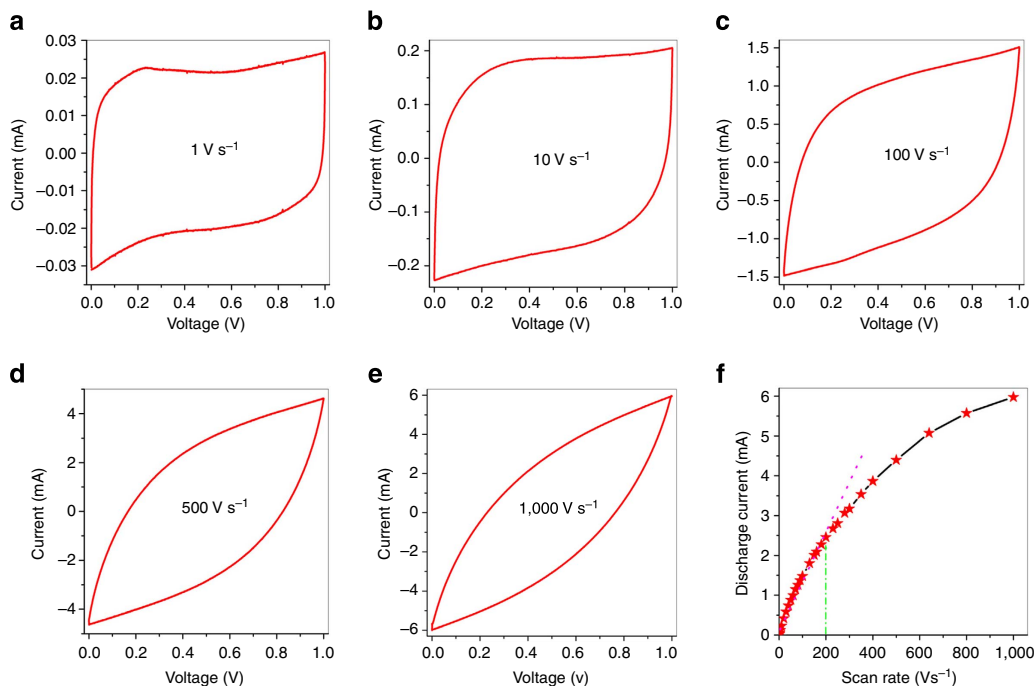 a
0.03
0.02
0.01
0.00
–0.01
–0.02
–0.03
Current (mA)
1 V s–1
0.0 0.2 0.4 0.6 0.8 1.0
Voltage (V)
b
0.2
0.1
0.0
–0.1
–0.2
Current (mA)
10 V s–1
0.0 0.2 0.4 0.6 0.8 1.0
Voltage (V)
c
1.5
1.0
0.5
0.0
–0.5
–1.0
–1.5
Current (mA)
100 V s–1
0.0 0.2 0.4 0.6 0.8 1.0
Voltage (V)
d
4
2
0
–2
–4
Current (mA)
500 V s–1
0.0 0.2 0.4 0.6 0.8 1.0
Voltage (V)
e
6
4
2
0
–2
–4
–6
Current (mA)
1,000 V s–1
0.0 0.2 0.4 0.6 0.8 1.0
Voltage (v)
f
6
5
4
3
2
1
0
Discharge current (mA)
0 200 400 600 800 1,000
Scan rate (Vs–1)